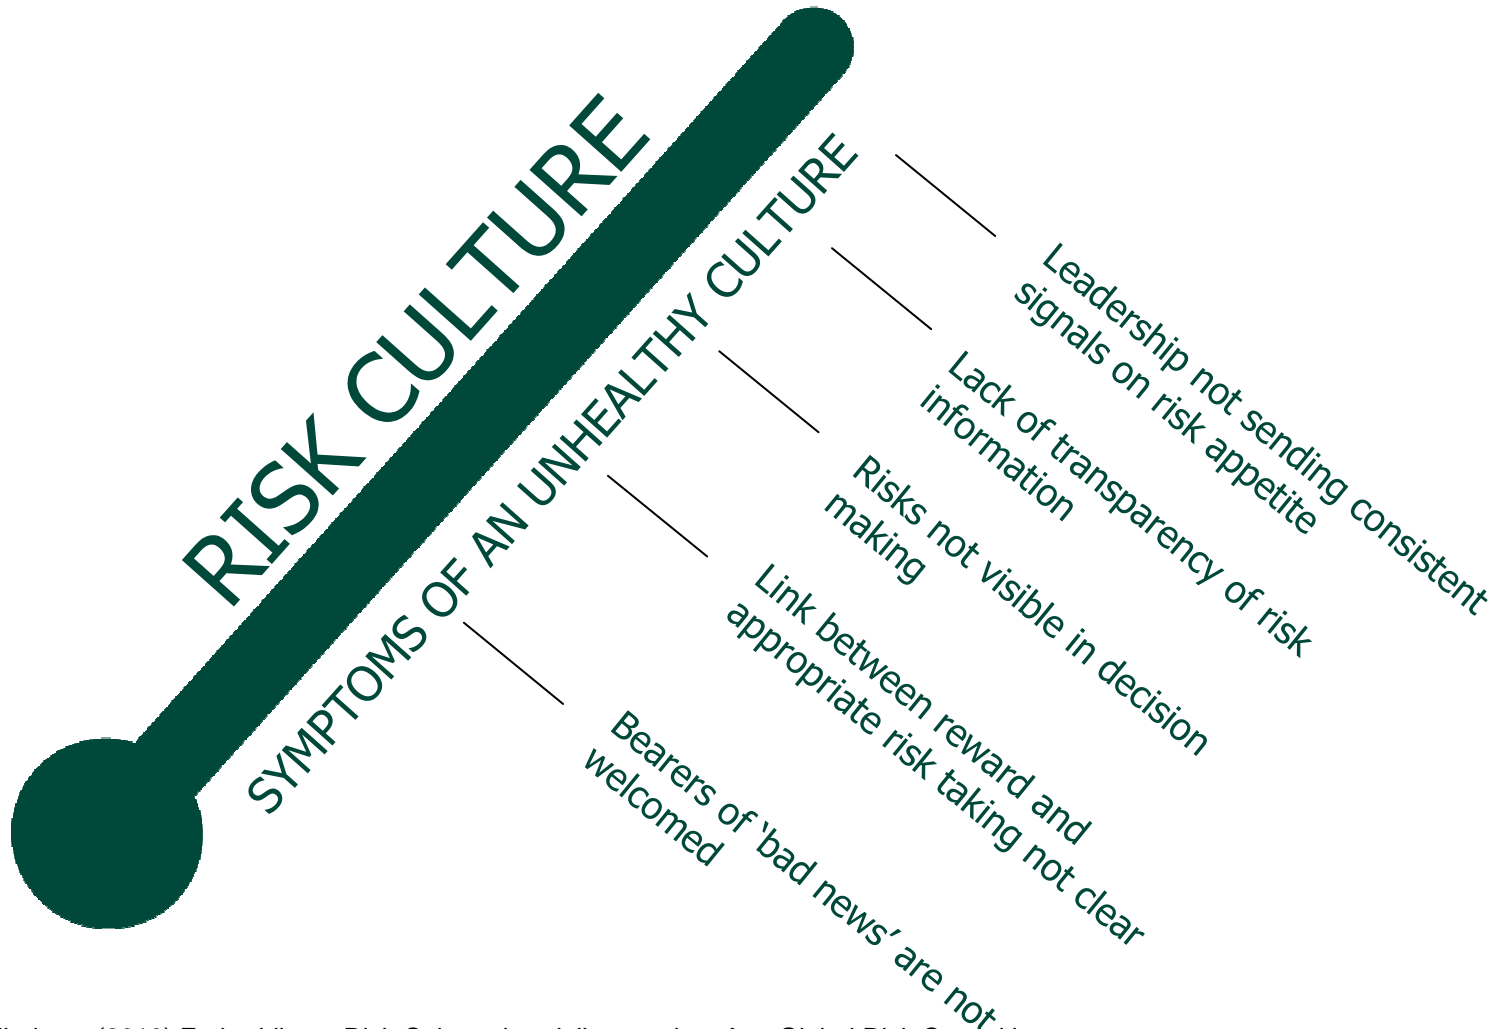 RISK CULTURE
SYMPTOMS OF AN UNHEALTHY CULTURE
Leadership not sending consistent
signals on risk appetite
Lack of transparency of risk
information
Risks not visible in decision
making
Link between reward and
appropriate risk taking not clear
Bearers of ‘bad news’ are not
welcomed